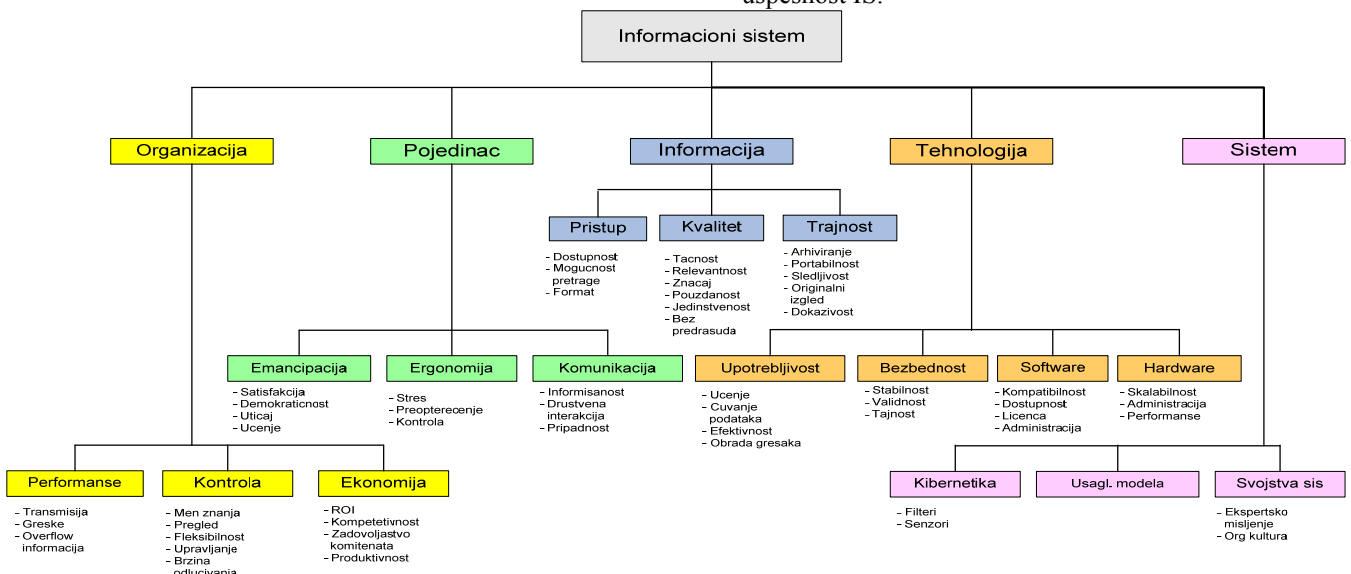 uspešnost IS.
Informacioni sistem
Organizacija
Pojedinac
Informacija
Tehnologija
Sistem
Pristup
Kvalitet
Trajnost
- Dostupnost
- Mogucnost
pretrage
- Format
- Tacnost
- Relevantnost
- Znacaj
- Pouzdanost
- Jedinstvenost
- Bez
predrasuda
- Arhiviranje
- Portabilnost
- Sledljivost
- Originalni
izgled
- Dokazivost
Emancipacija
Ergonomija
Komunikacija
Upotrebljivost
Bezbednost
Software
Hardware
- Satisfakcija
- Demokraticnost
- Uticaj
- Ucenje
- Stres
- Preopterecenje
- Kontrola
- Informisanost
- Drustvena
interakcija
- Pripadnost
- Ucenje
- Cuvanje
podataka
- Efektivnost
- Obrada gresaka
- Stabilnost
- Validnost
- Tajnost
- Kompatibilnost
- Dostupnost
- Licenca
- Administracija
- Skalabilnost
- Administracija
- Performanse
Performanse
Kontrola
Ekonomija
Kibernetika
Usagl. modela
Svojstva sis
- Transmisija
- Greske
- Overflow
informacija
- Men znanja
- Pregled
- Fleksibilnost
- Upravljanje
- Brzina
odlucivanja
- ROI
- Kompetetivnost
- Zadovoljastvo
komitenata
- Produktivnost
- Filteri
- Senzori
- Ekspertsko
misljenje
- Org kultura